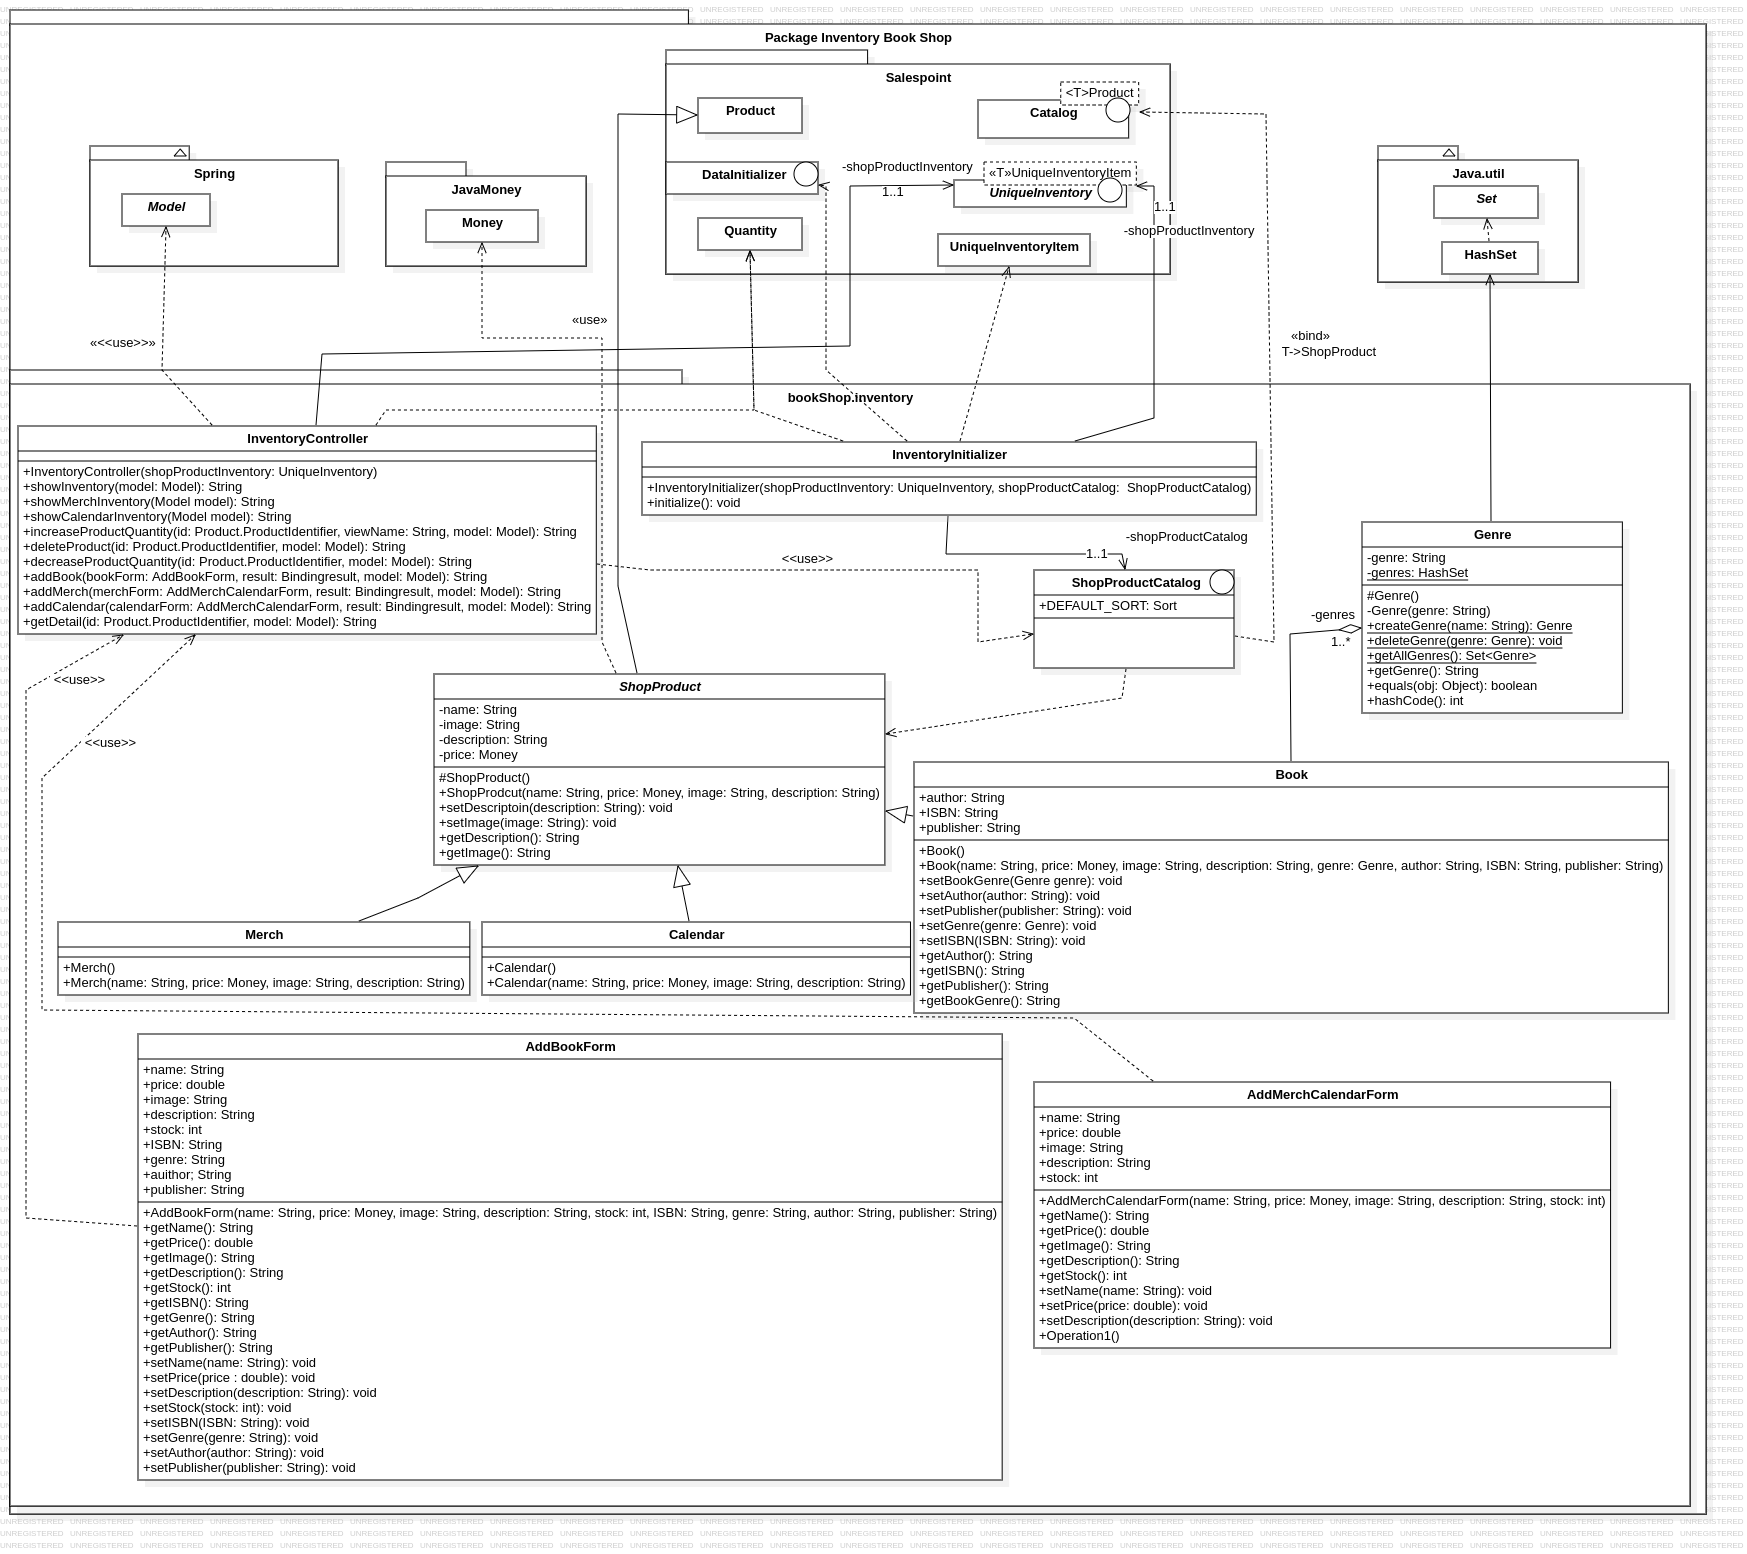 Package Inventory Book Shop
Salespoint
<T>Product
Product
Catalog
-shopProductInventory
1..1
DataInitializer
«T»UniqueInventoryItem
UniqueInventory
1..1
-shopProductInventory
Quantity
UniqueInventoryItem
Spring
Model
JavaMoney
Money
Java.util
Set
HashSet
«use»
«<<use>>»
«bind»
T->ShopProduct
bookShop.inventory
InventoryController
+InventoryController(shopProductInventory: UniqueInventory)
+showInventory(model: Model): String
+showMerchInventory(Model model): String
+showCalendarInventory(Model model): String
+increaseProductQuantity(id: Product.ProductIdentifier, viewName: String, model: Model): String
+deleteProduct(id: Product.ProductIdentifier, model: Model): String
+decreaseProductQuantity(id: Product.ProductIdentifier, model: Model): String
+addBook(bookForm: AddBookForm, result: Bindingresult, model: Model): String
+addMerch(merchForm: AddMerchCalendarForm, result: Bindingresult, model: Model): String
+addCalendar(calendarForm: AddMerchCalendarForm, result: Bindingresult, model: Model): String
+getDetail(id: Product.ProductIdentifier, model: Model): String
InventoryInitializer
+InventoryInitializer(shopProductInventory: UniqueInventory, shopProductCatalog:  ShopProductCatalog)
+initialize(): void
-shopProductCatalog
1..1
<<use>>
ShopProductCatalog
+DEFAULT_SORT: Sort
Genre
-genre: String
-genres: HashSet
#Genre()
-Genre(genre: String)
+createGenre(name: String): Genre
+deleteGenre(genre: Genre): void
+getAllGenres(): Set<Genre>
+getGenre(): String
+equals(obj: Object): boolean
+hashCode(): int
-genres
1..*
<<use>>
<<use>>
ShopProduct
-name: String
-image: String
-description: String
-price: Money
#ShopProduct()
+ShopProdcut(name: String, price: Money, image: String, description: String)
+setDescriptoin(description: String): void
+setImage(image: String): void
+getDescription(): String
+getImage(): String
Book
+author: String
+ISBN: String
+publisher: String
+Book()
+Book(name: String, price: Money, image: String, description: String, genre: Genre, author: String, ISBN: String, publisher: String)
+setBookGenre(Genre genre): void
+setAuthor(author: String): void
+setPublisher(publisher: String): void
+setGenre(genre: Genre): void
+setISBN(ISBN: String): void
+getAuthor(): String
+getISBN(): String
+getPublisher(): String
+getBookGenre(): String
Merch
+Merch()
+Merch(name: String, price: Money, image: String, description: String)
Calendar
+Calendar()
+Calendar(name: String, price: Money, image: String, description: String)
AddBookForm
+name: String
+price: double
+image: String
+description: String
+stock: int
+ISBN: String
+genre: String
+auithor; String
+publisher: String
+AddBookForm(name: String, price: Money, image: String, description: String, stock: int, ISBN: String, genre: String, author: String, publisher: String)
+getName(): String
+getPrice(): double
+getImage(): String
+getDescription(): String
+getStock(): int
+getISBN(): String
+getGenre(): String
+getAuthor(): String
+getPublisher(): String
+setName(name: String): void
+setPrice(price : double): void
+setDescription(description: String): void
+setStock(stock: int): void
+setISBN(ISBN: String): void
+setGenre(genre: String): void
+setAuthor(author: String): void
+setPublisher(publisher: String): void
AddMerchCalendarForm
+name: String
+price: double
+image: String
+description: String
+stock: int
+AddMerchCalendarForm(name: String, price: Money, image: String, description: String, stock: int)
+getName(): String
+getPrice(): double
+getImage(): String
+getDescription(): String
+getStock(): int
+setName(name: String): void
+setPrice(price: double): void
+setDescription(description: String): void
+Operation1()